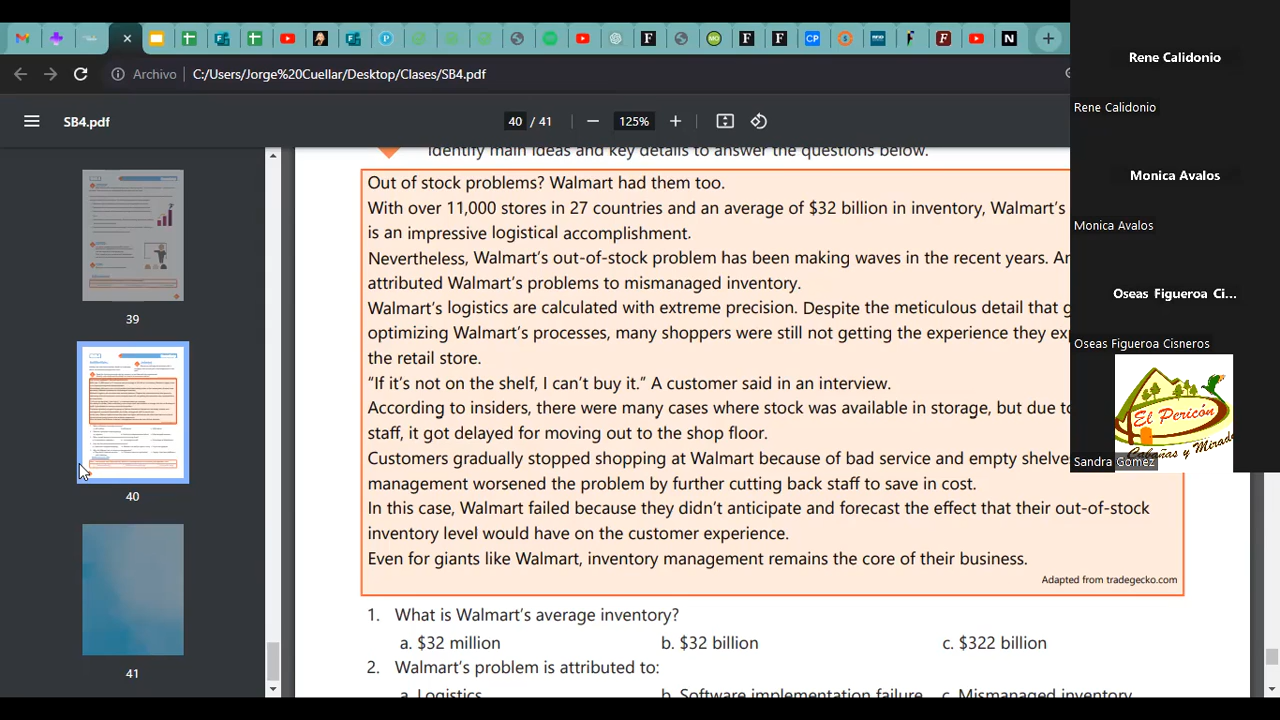 Archivo
C:/Users/Jorge%20Cuellar/Desktop/Clases/SB4.pdf
SB4.pdf
40 / 41
125%
39
40
41
Identify main ideas and key details to answer the questions below.
Out of stock problems? Walmart had them too.
With over 11,000 stores in 27 countries and an average of $32 billion in inventory, Walmart's
is an impressive logistical accomplishment.
Nevertheless, Walmart's out-of-stock problem has been making waves in the recent years.
attributed Walmart's problems to mismanaged inventory.
Walmart's logistics are calculated with extreme precision. Despite the meticulous detail that
optimizing Walmart's processes, many shoppers were still not getting the experience they
the retail store.
“If it's not on the shelf, I can't buy it.” A customer said in an interview.
According to insiders, there were many cases where stock was available in storage, but due to
staff, it got delayed for moving out to the shop floor.
Customers gradually stopped shopping at Walmart because of bad service and empty
management worsened the problem by further cutting back staff to save in cost.
In this case, Walmart failed because they didn't anticipate and forecast the effect that their out-of-stock
inventory level would have on the customer experience.
Even for giants like Walmart, inventory management remains the core of their business.
Adapted from tradegecko.com
1. What is Walmart's average inventory?
a. $32 million b. $32 billion c. $322 billion
2. Walmart's problem is attributed to:
a. Logistics b. Software implementation failure c. Mismanaged inventory
Rene Calidonio
Rene Calidonio
Monica Avalos
Monica Avalos
Oseas Figueroa Ci...
Oseas Figueroa Cisneros
El Pericón
Cabañas y Mirado
Sandra Gomez